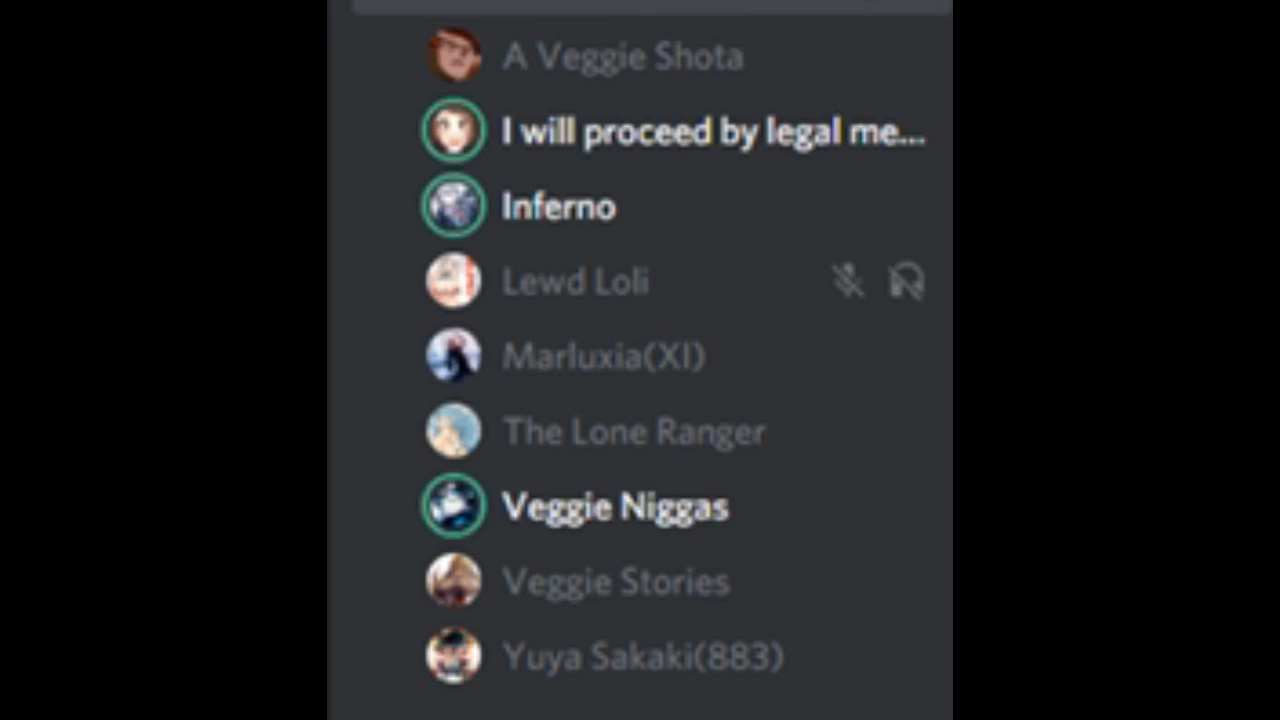 A Veggie Shota
I will proceed by legal me...
Inferno
Lewd Loli
Marluxia(XI)
The Lone Ranger
Veggie Niggas
Veggie Stories
Yuya Sakaki(883)